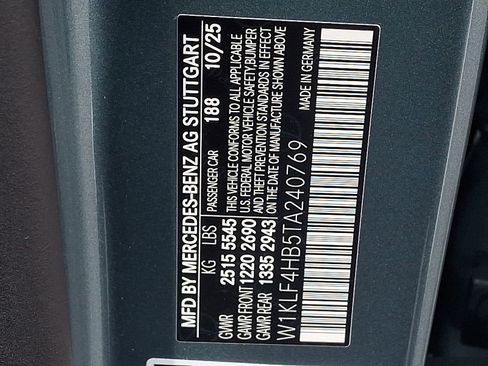 MFD BY MERCEDES-BENZ AG STUTTGART
PASSENGER CAR 188 10/25
KG LBS
GVWR 2515 5545
GAWR FRONT 1220 2690
GAWR REAR 1335 2943
THIS VEHICLE CONFORMS TO ALL APPLICABLE
U.S. FEDERAL MOTOR VEHICLE SAFETY, BUMPER
AND THEFT PREVENTION STANDARDS IN EFFECT
ON DATE OF MANUFACTURE SHOWN ABOVE
W1KLF4HB5TA240769
MADE IN GERMANY